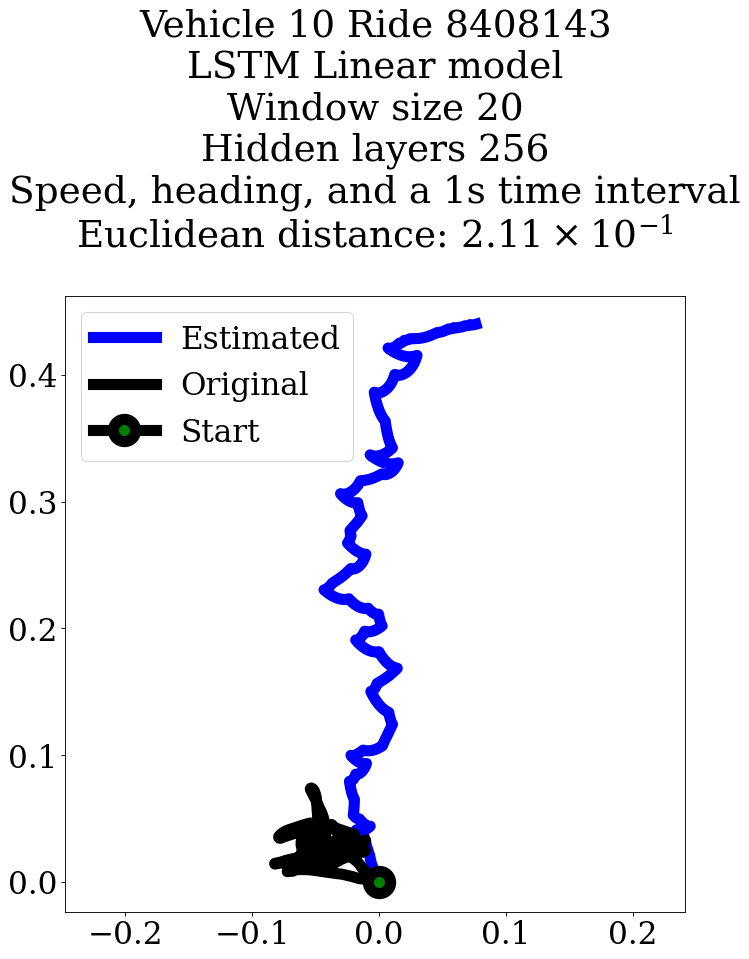 Vehicle 10 Ride 8408143
LSTM Linear model
Window size 20
Hidden layers 256
Speed, heading, and a 1s time interval
Euclidean distance: 2.11 × 10⁻¹
Estimated
Original
Start
0.4
0.3
0.2
0.1
0.0
−0.2 −0.1 0.0 0.1 0.2